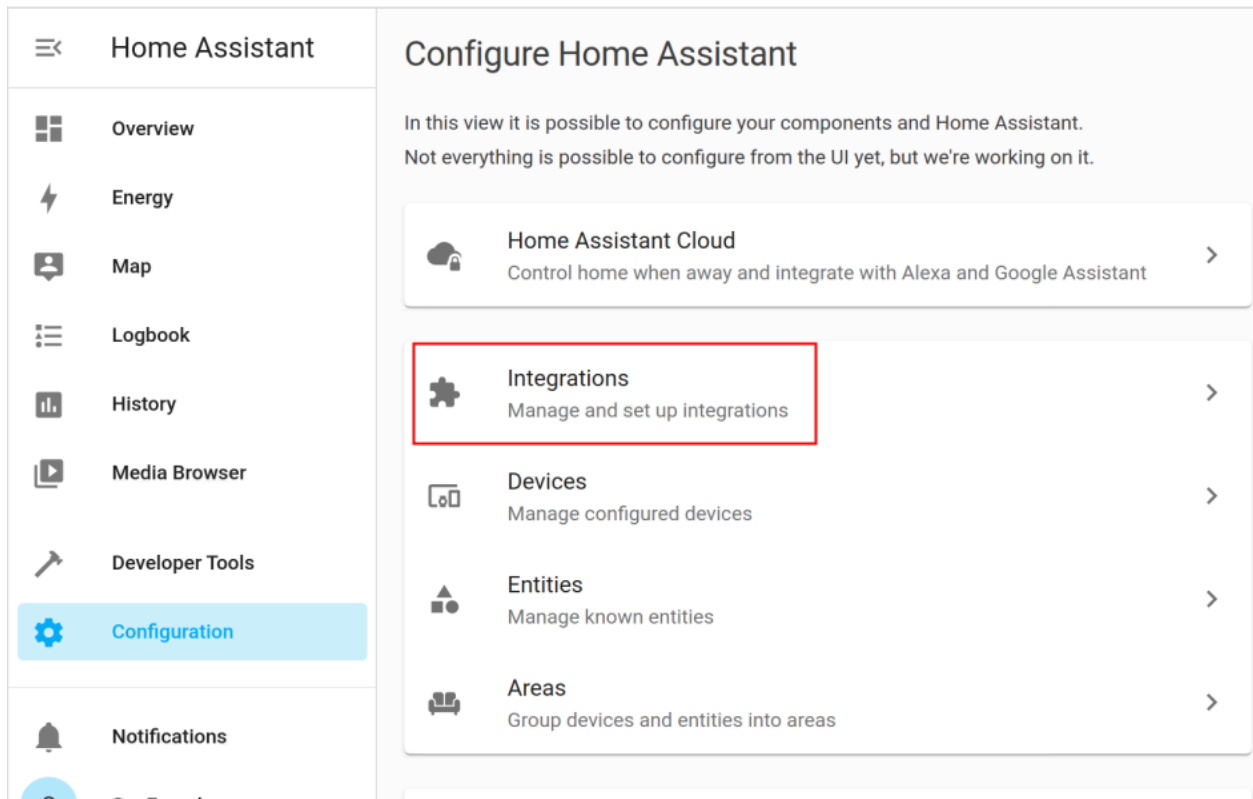 Home Assistant
Overview
Energy
Map
Logbook
History
Media Browser
Developer Tools
Configuration
Notifications
Configure Home Assistant
In this view it is possible to configure your components and Home Assistant.
Not everything is possible to configure from the UI yet, but we're working on it.
Home Assistant Cloud
Control home when away and integrate with Alexa and Google Assistant
Integrations
Manage and set up integrations
Devices
Manage configured devices
Entities
Manage known entities
Areas
Group devices and entities into areas